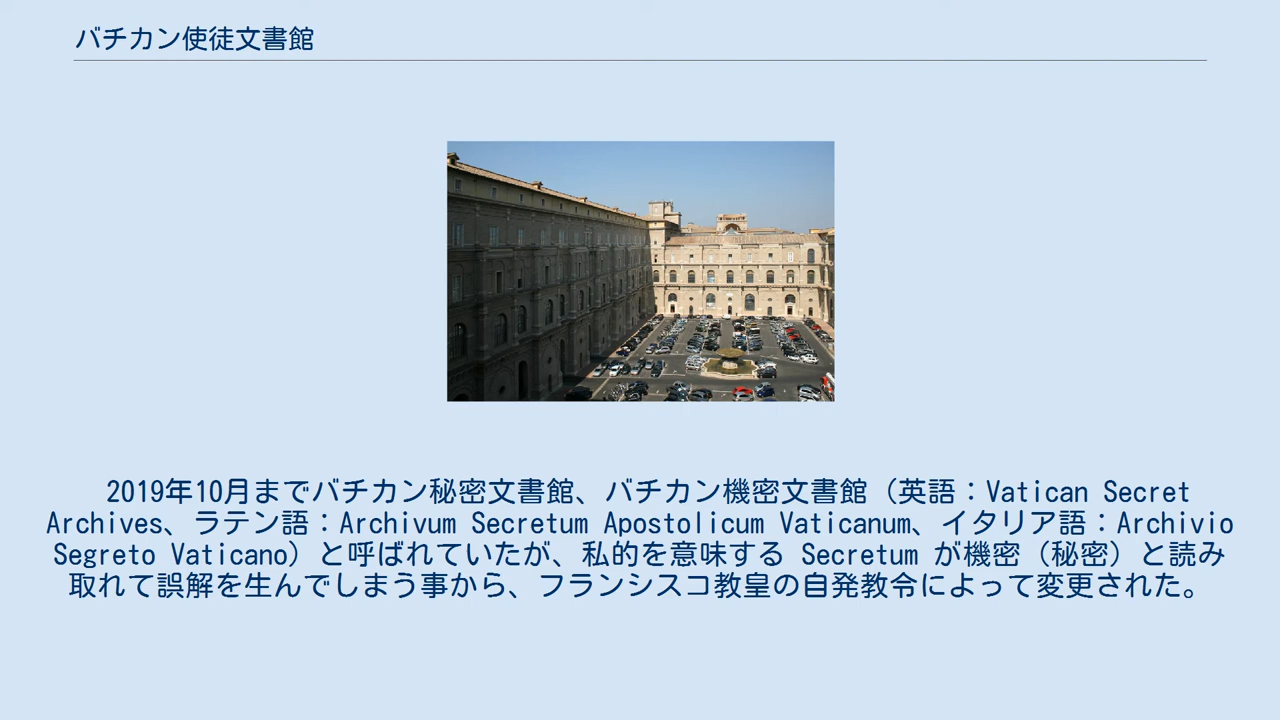 バチカン使徒文書館
2019年10月までバチカン秘密文書館、バチカン機密文書館（英語：Vatican Secret
Archives、ラテン語：Archivum Secretum Apostolicum Vaticanum、イタリア語：Archivio
Segreto Vaticano）と呼ばれていたが、私的を意味する Secretum が機密（秘密）と読み
取れて誤解を生んでしまう事から、フランシスコ教皇の自発教令によって変更された。